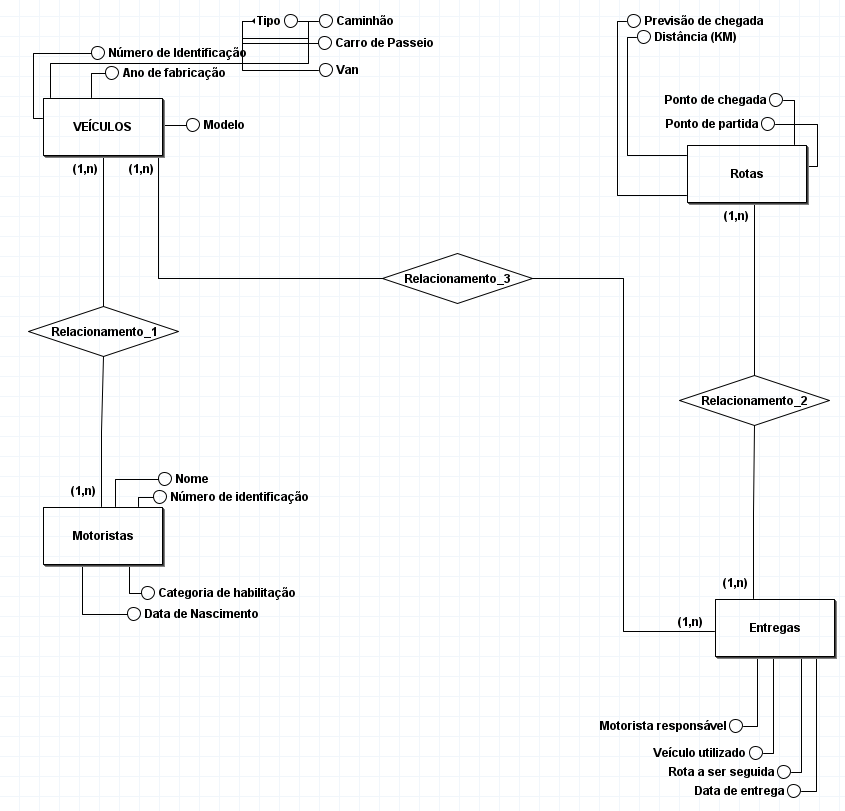 Tipo
Caminhão
Previsão de chegada
Carro de Passeio
Distância (KM)
Número de Identificação
Van
Ano de fabricação
Ponto de chegada
VEÍCULOS
Modelo
Ponto de partida
(1,n)
(1,n)
Rotas
(1,n)
Relacionamento_3
Relacionamento_1
Relacionamento_2
Nome
(1,n)
Número de identificação
Motoristas
(1,n)
Categoria de habilitação
Data de Nascimento
(1,n)
Entregas
Motorista responsável
Veículo utilizado
Rota a ser seguida
Data de entrega